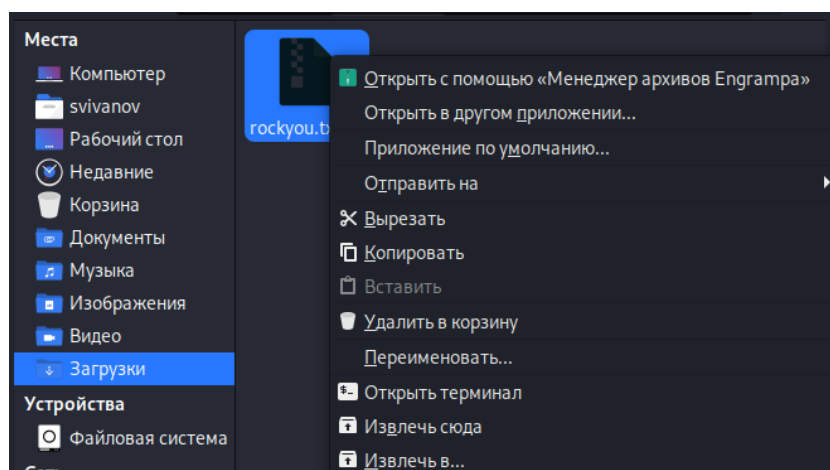 Места
Компьютер
svivanov
Рабочий стол
Недавние
Корзина
Документы
Музыка
Изображения
Видео
Загрузки
Устройства
Файловая система
rockyou.tx
Открыть с помощью «Менеджер архивов Engrampa»
Открыть в другом приложении...
Приложение по умолчанию...
Отправить на
Вырезать
Копировать
Вставить
Удалить в корзину
Переименовать...
Открыть терминал
Извлечь сюда
Извлечь в...